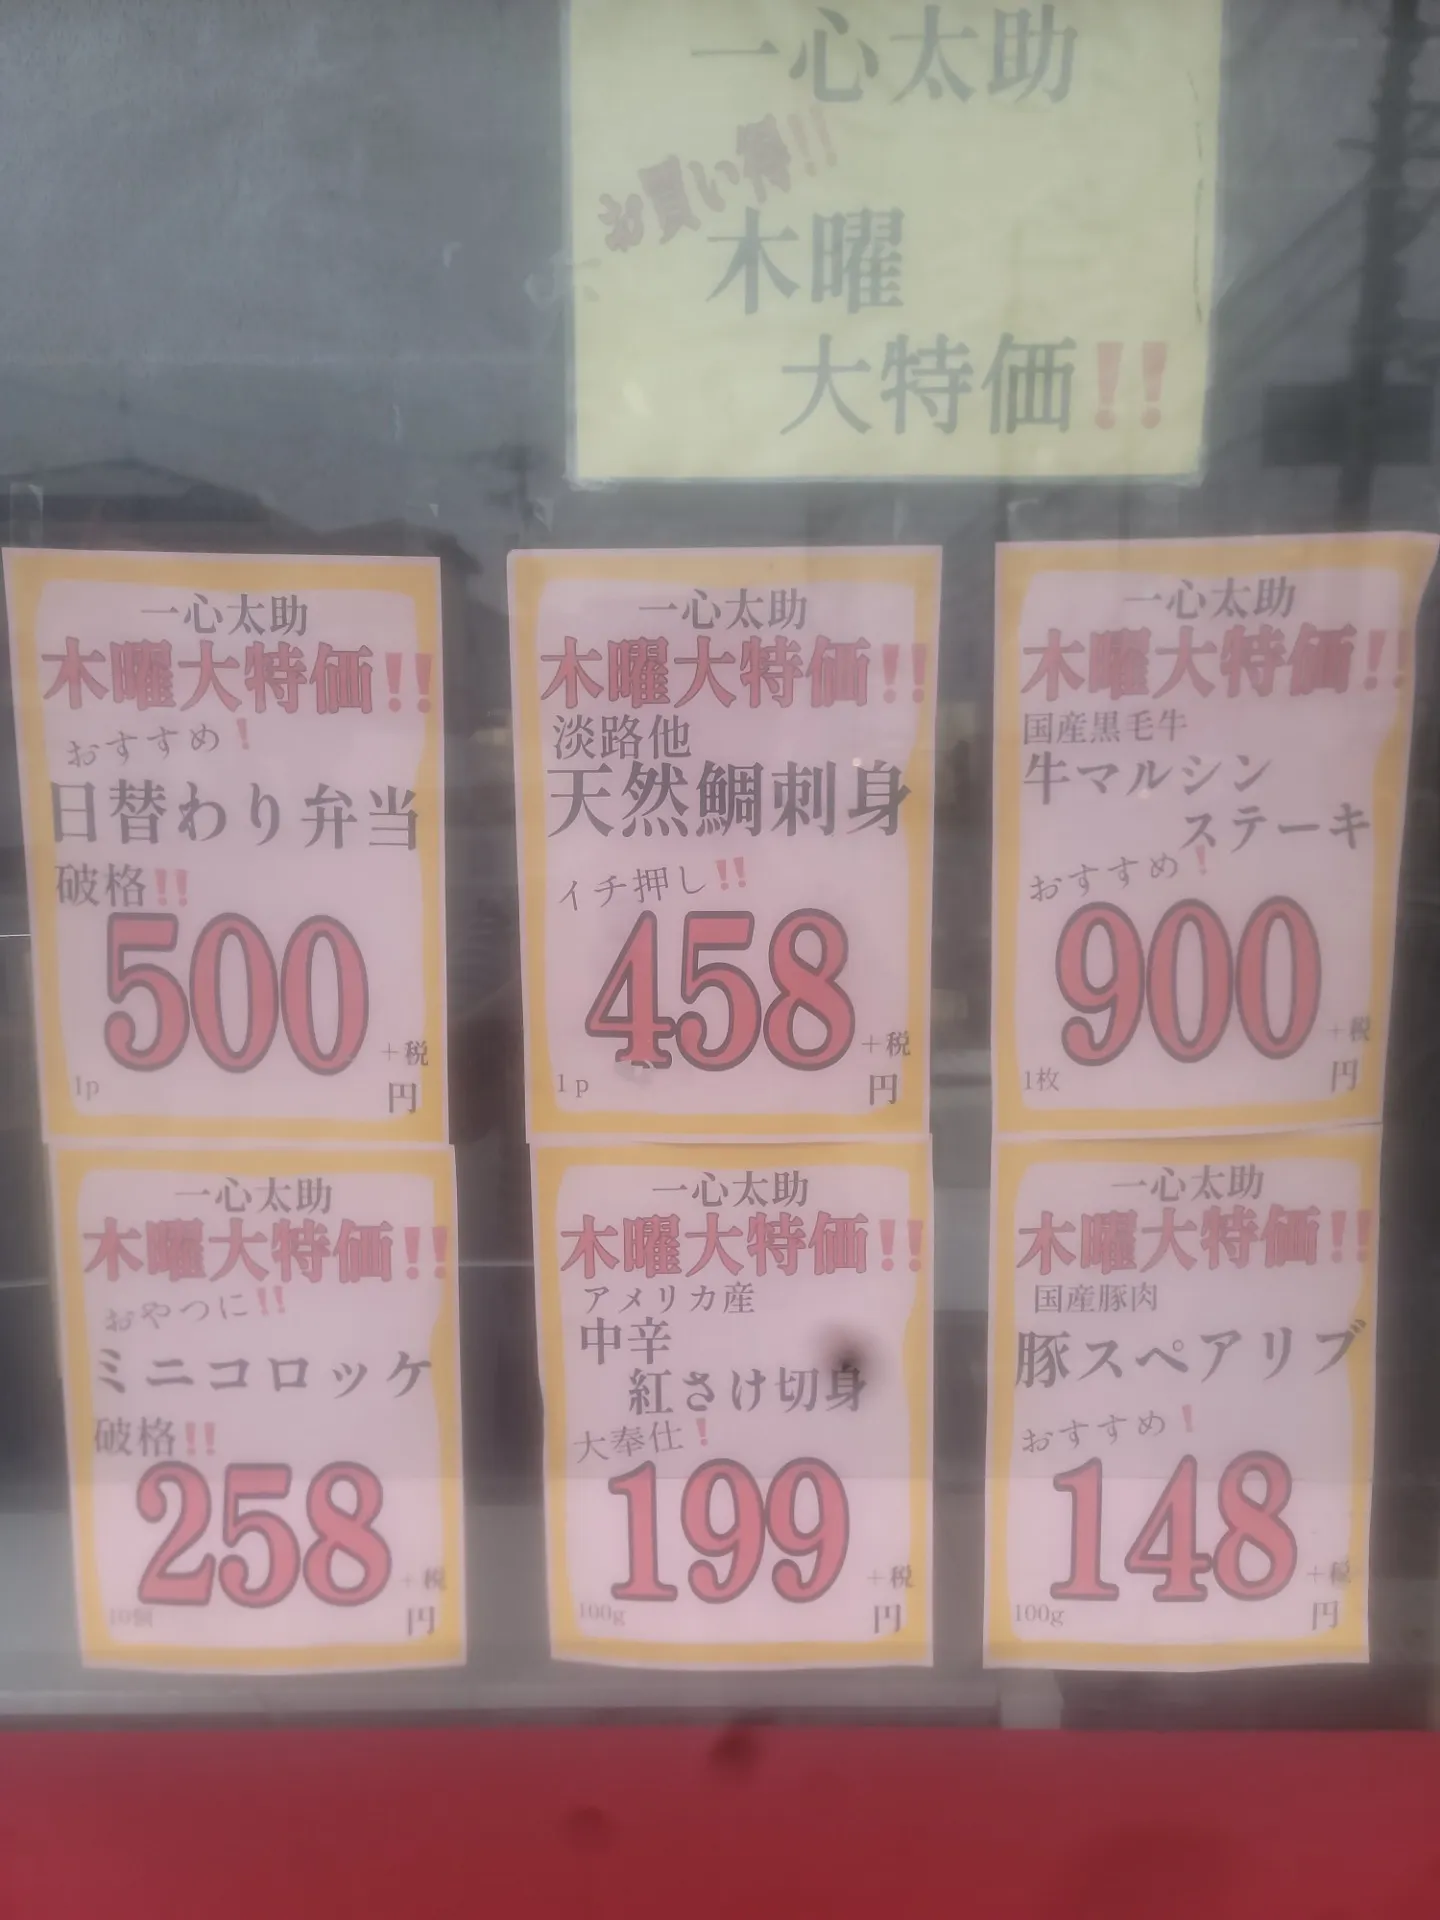 一心太助
木曜
大特価!!
一心太助
木曜大特価!!
おすすめ!
日替わり弁当
破格!!
500
+税
1p
円
一心太助
木曜大特価!!
淡路他
天然鯛刺身
イチ押し!!
458
+税
1p
円
一心太助
木曜大特価!!
国産黒毛牛
牛マルシン
ステーキ
おすすめ!
900
+税
1枚
円
一心太助
木曜大特価!!
おやつに!!
ミニコロッケ
破格!!
258
+税
10個
円
一心太助
木曜大特価!!
アメリカ産
中辛
紅さけ切身
大奉仕!
199
+税
100g
円
一心太助
木曜大特価!!
国産豚肉
豚スペアリブ
おすすめ!
148
+税
100g
円